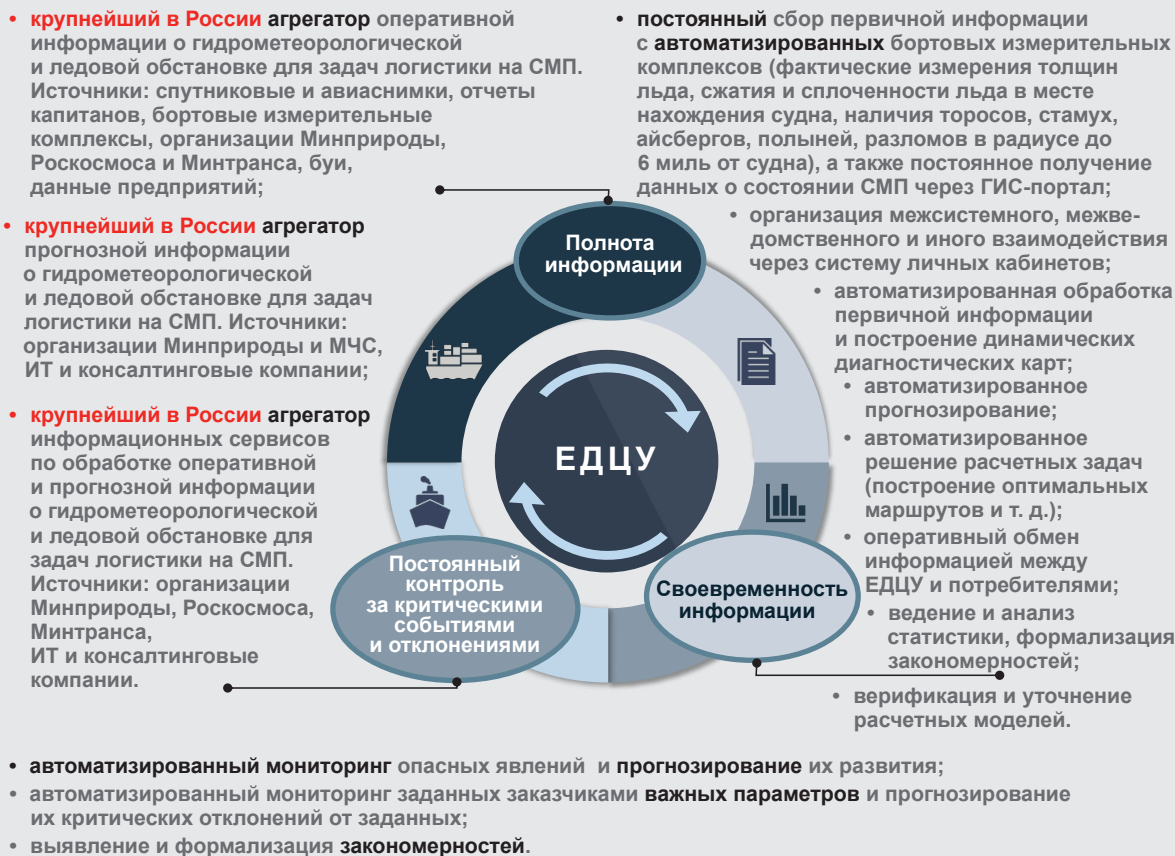 • крупнейший в России агрегатор оперативной
информации о гидрометеорологической
и ледовой обстановке для задач логистики на СМП.
Источники: спутниковые и авиаснимки, отчеты
капитанов, бортовые измерительные
комплексы, организации Минприроды,
Роскосмоса и Минтранса, буи,
данные предприятий;
• крупнейший в России агрегатор
прогнозной информации
о гидрометеорологической
и ледовой обстановке для задач
логистики на СМП. Источники:
организации Минприроды и МЧС,
ИТ и консалтинговые компании;
• крупнейший в России агрегатор
информационных сервисов
по обработке оперативной
и прогнозной информации
о гидрометеорологической
и ледовой обстановке для
задач логистики на СМП.
Источники: организации
Минприроды, Роскосмоса,
Минтранса,
ИТ и консалтинговые
компании.
Полнота
информации
ЕДЦУ
Постоянный
контроль
за критическими
событиями
и отклонениями
Своевременность
информации
• постоянный сбор первичной информации
с автоматизированных бортовых измерительных
комплексов (фактические измерения толщин
льда, сжатия и сплоченности льда в месте
нахождения судна, наличия торосов, стамух,
айсбергов, полыней, разломов в радиусе до
6 миль от судна), а также постоянное получение
данных о состоянии СМП через ГИС-портал;
• организация межсистемного, межве-
домственного и иного взаимодействия
через систему личных кабинетов;
• автоматизированная обработка
первичной информации
и построение динамических
диагностических карт;
• автоматизированное
прогнозирование;
• автоматизированное
решение расчетных задач
(построение оптимальных
маршрутов и т. д.);
• оперативный обмен
информацией между
ЕДЦУ и потребителями;
• ведение и анализ
статистики, формализация
закономерностей;
• верификация и уточнение
расчетных моделей.
• автоматизированный мониторинг опасных явлений и прогнозирование их развития;
• автоматизированный мониторинг заданных заказчиками важных параметров и прогнозирование
их критических отклонений от заданных;
• выявление и формализация закономерностей.